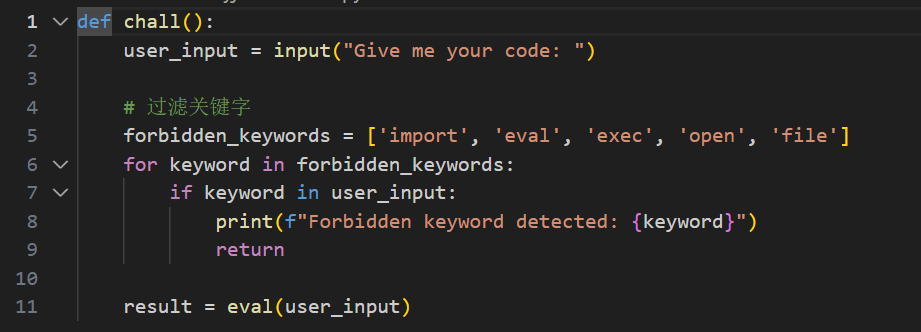 1 def chall():
2 user_input = input("Give me your code: ")
3
4 # 过滤关键字
5 forbidden_keywords = ['import', 'eval', 'exec', 'open', 'file']
6 for keyword in forbidden_keywords:
7 if keyword in user_input:
8 print(f"Forbidden keyword detected: {keyword}")
9 return
10
11 result = eval(user_input)